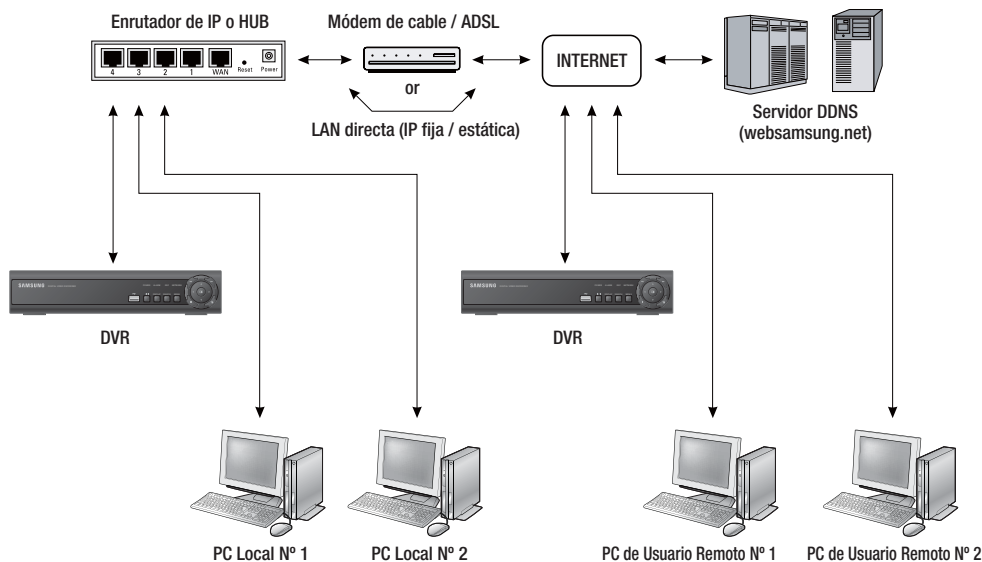 Enrutador de IP o HUB
Módem de cable / ADSL
4 3 2 1 WAN Reset Power
INTERNET
or
LAN directa (IP fija / estática)
Servidor DDNS
(websamsung.net)
SAMSUNG
SAMSUNG
DVR
DVR
PC Local Nº 1
PC Local Nº 2
PC de Usuario Remoto Nº 1
PC de Usuario Remoto Nº 2